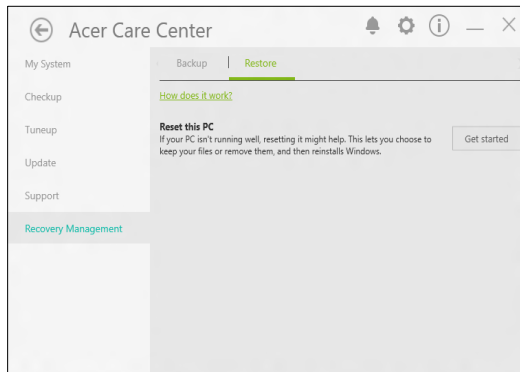 Acer Care Center
My System
Checkup
Tuneup
Update
Support
Recovery Management
Backup
Restore
How does it work?
Reset this PC
If your PC isn't running well, resetting it might help. This lets you choose to
keep your files or remove them, and then reinstalls Windows.
Get started